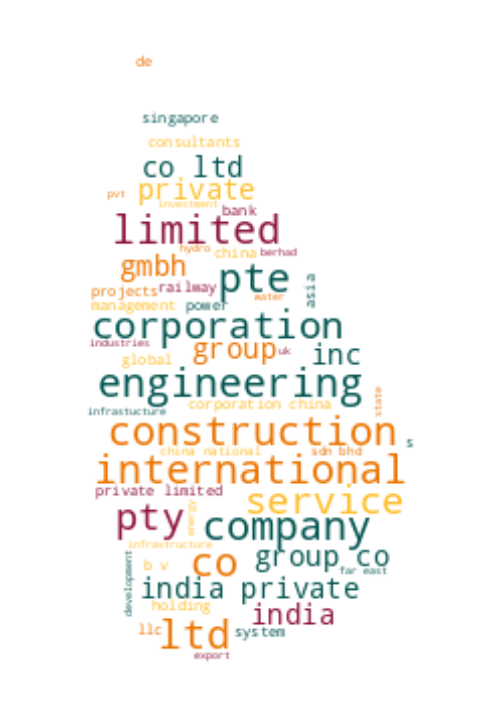 de
singapore
consultants
co ltd
pvt private
investment
bank
limited
hydro china berhad
gmbh pte
projects railway water asia
management power
corporation
industries group uk inc
global
engineering
infrastucture corporation china state
construction s
china national sdn bhd
international
private limited
service
pty energy company
infrastructure
development b v co group co
far east
india private
holding india
llc ltd system
export